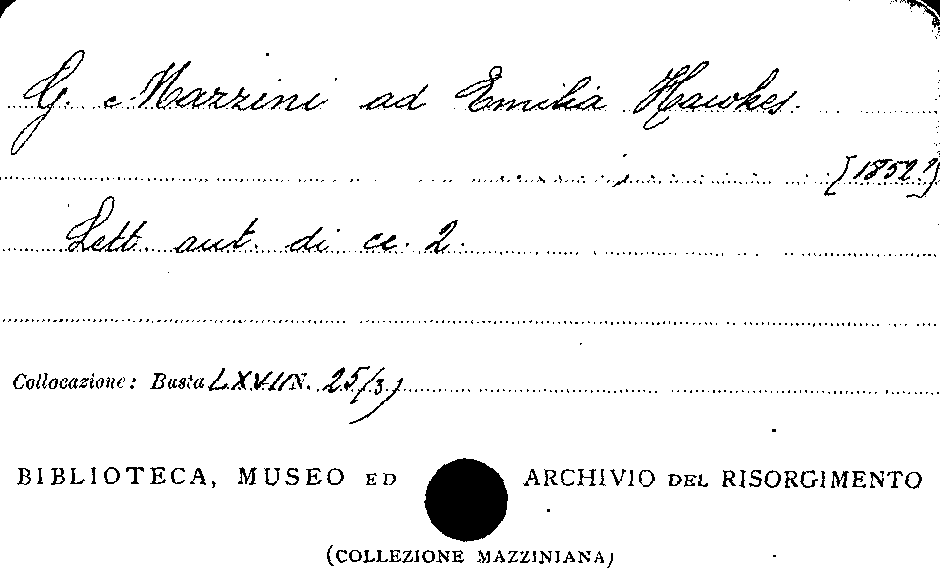 G. Mazzini ad Emilia Hawkes.
[1852?]
Lett. aut. di cc. 2.
Collocazione: Busta LXVII N. 25/3)
BIBLIOTECA, MUSEO ED ARCHIVIO DEL RISORGIMENTO
(COLLEZIONE MAZZINIANA)